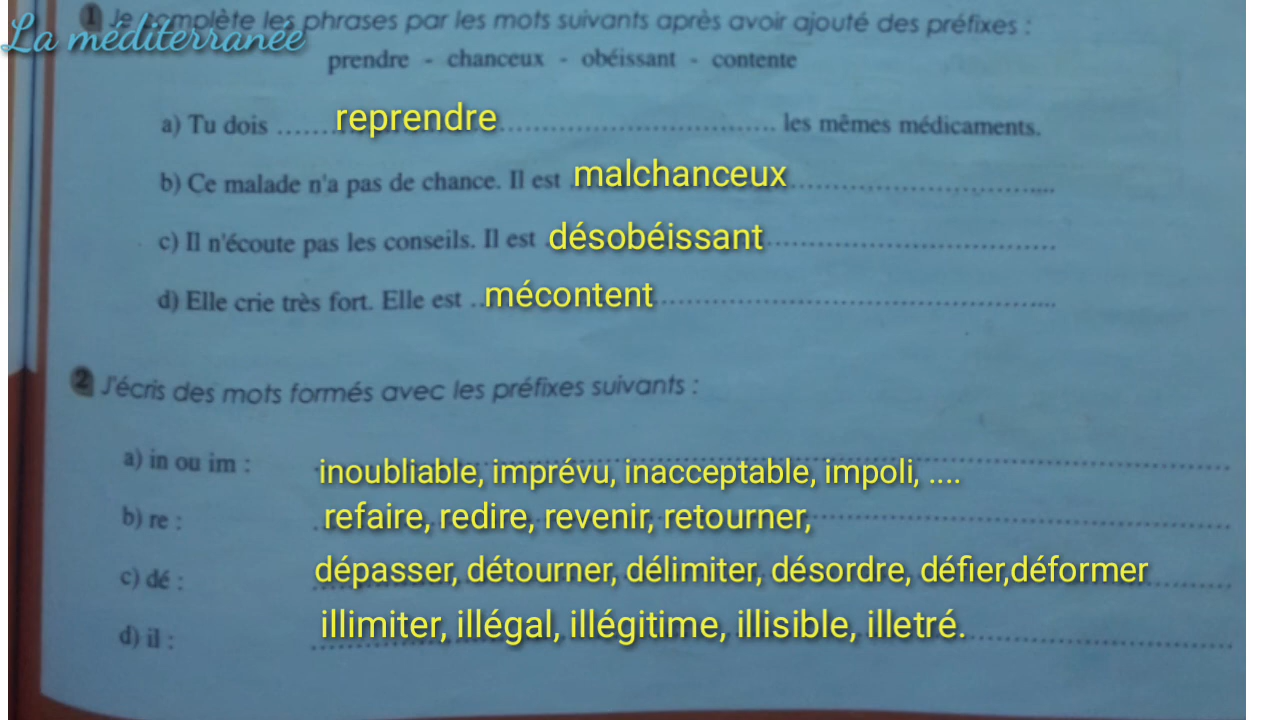 La méditerranée
1 Je complète les phrases par les mots suivants après avoir ajouté des préfixes :
prendre - chanceux - obéissant - contente
a) Tu dois ....... reprendre ................................ les mêmes médicaments.
b) Ce malade n'a pas de chance. Il est malchanceux ................................
c) Il n'écoute pas les conseils. Il est désobéissant ................................
d) Elle crie très fort. Elle est .. mécontent ................................
2 J'écris des mots formés avec les préfixes suivants :
a) in ou im : inoubliable, imprévu, inacceptable, impoli, ....
b) re : refaire, redire, revenir, retourner,
c) dé : dépasser, détourner, délimiter, désordre, défier,déformer
d) il : illimiter, illégal, illégitime, illisible, illetré.